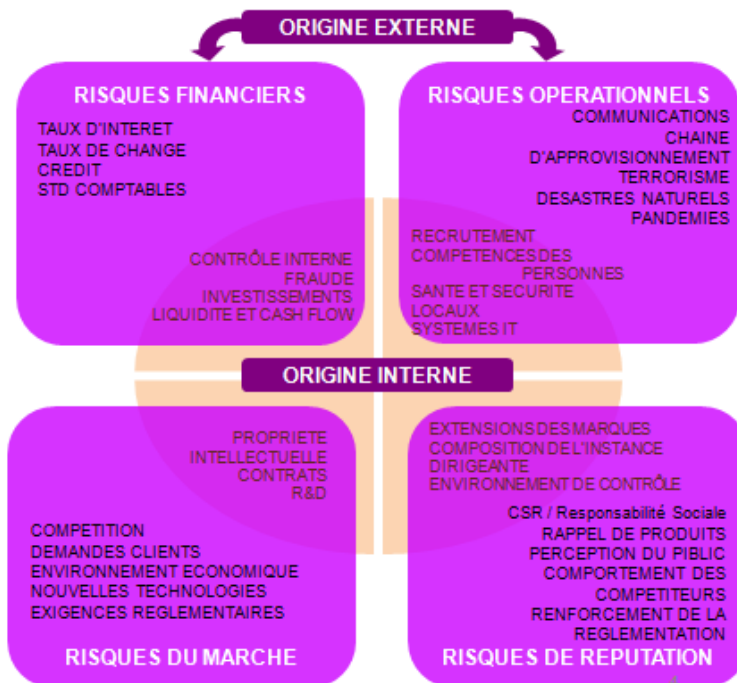 ORIGINE EXTERNE
RISQUES FINANCIERS
TAUX D'INTERET
TAUX DE CHANGE
CREDIT
STD COMPTABLES
CONTRÔLE INTERNE
FRAUDE
INVESTISSEMENTS
LIQUIDITE ET CASH FLOW
RISQUES OPERATIONNELS
COMMUNICATIONS
CHAINE
D'APPROVISIONNEMENT
TERRORISME
DESASTRES NATURELS
PANDEMIES
RECRUTEMENT
COMPETENCES DES
PERSONNES
SANTE ET SECURITE
LOCAUX
SYSTEMES IT
ORIGINE INTERNE
PROPRIETE
INTELLECTUELLE
CONTRATS
R&D
COMPETITION
DEMANDES CLIENTS
ENVIRONNEMENT ECONOMIQUE
NOUVELLES TECHNOLOGIES
EXIGENCES REGLEMENTAIRES
RISQUES DU MARCHE
EXTENSIONS DES MARQUES
COMPOSITION DE L'INSTANCE
DIRIGEANTE
ENVIRONNEMENT DE CONTRÔLE
CSR / Responsabilité Sociale
RAPPEL DE PRODUITS
PERCEPTION DU PIBLIC
COMPORTEMENT DES
COMPETITEURS
RENFORCEMENT DE LA
REGLEMENTATION
RISQUES DE REPUTATION